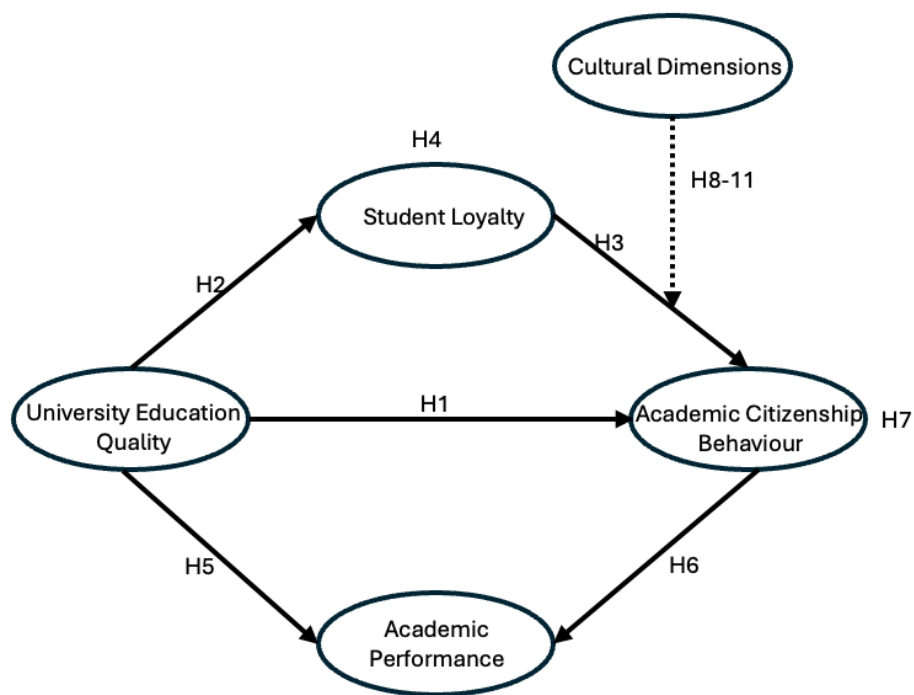 Cultural Dimensions
H4
H8-11
Student Loyalty
H3
H2
University Education
Quality
H1
Academic Citizenship
Behaviour
H7
H5
H6
Academic
Performance